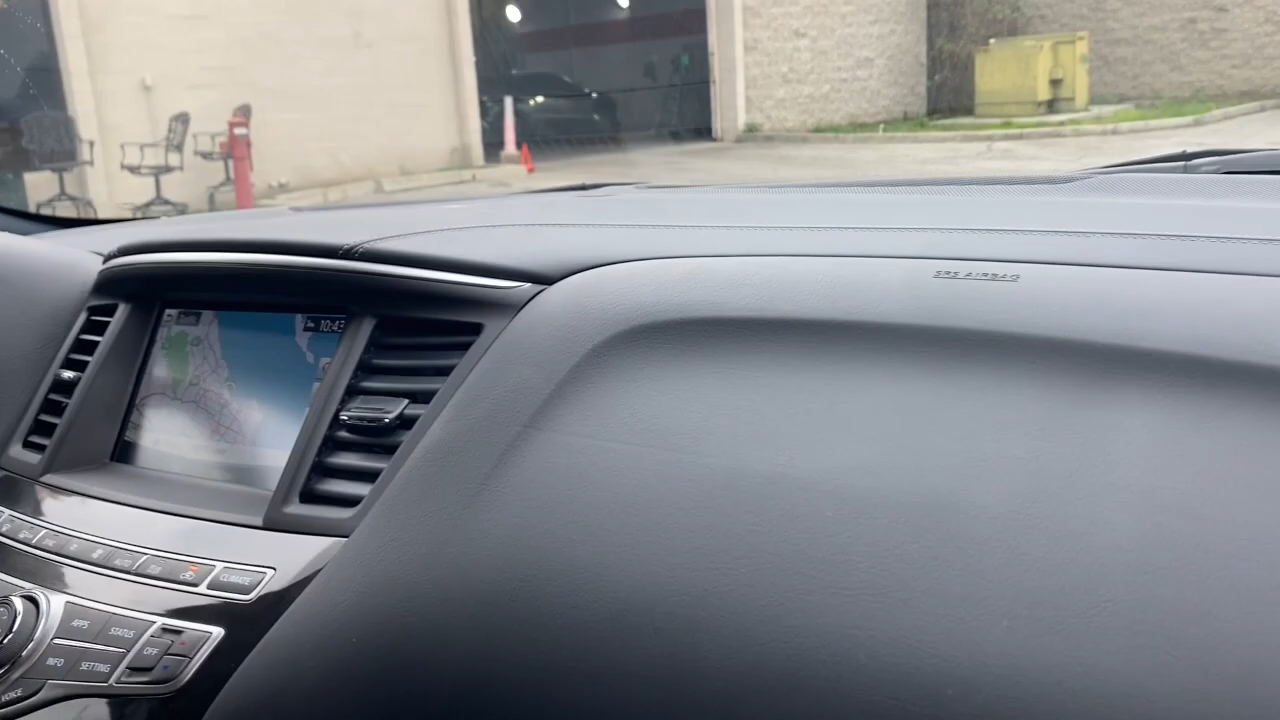 SRS AIRBAG
10:43
AUTO
CLIMATE
APPS
STATUS
OFF
INFO
SETTING
VOICE